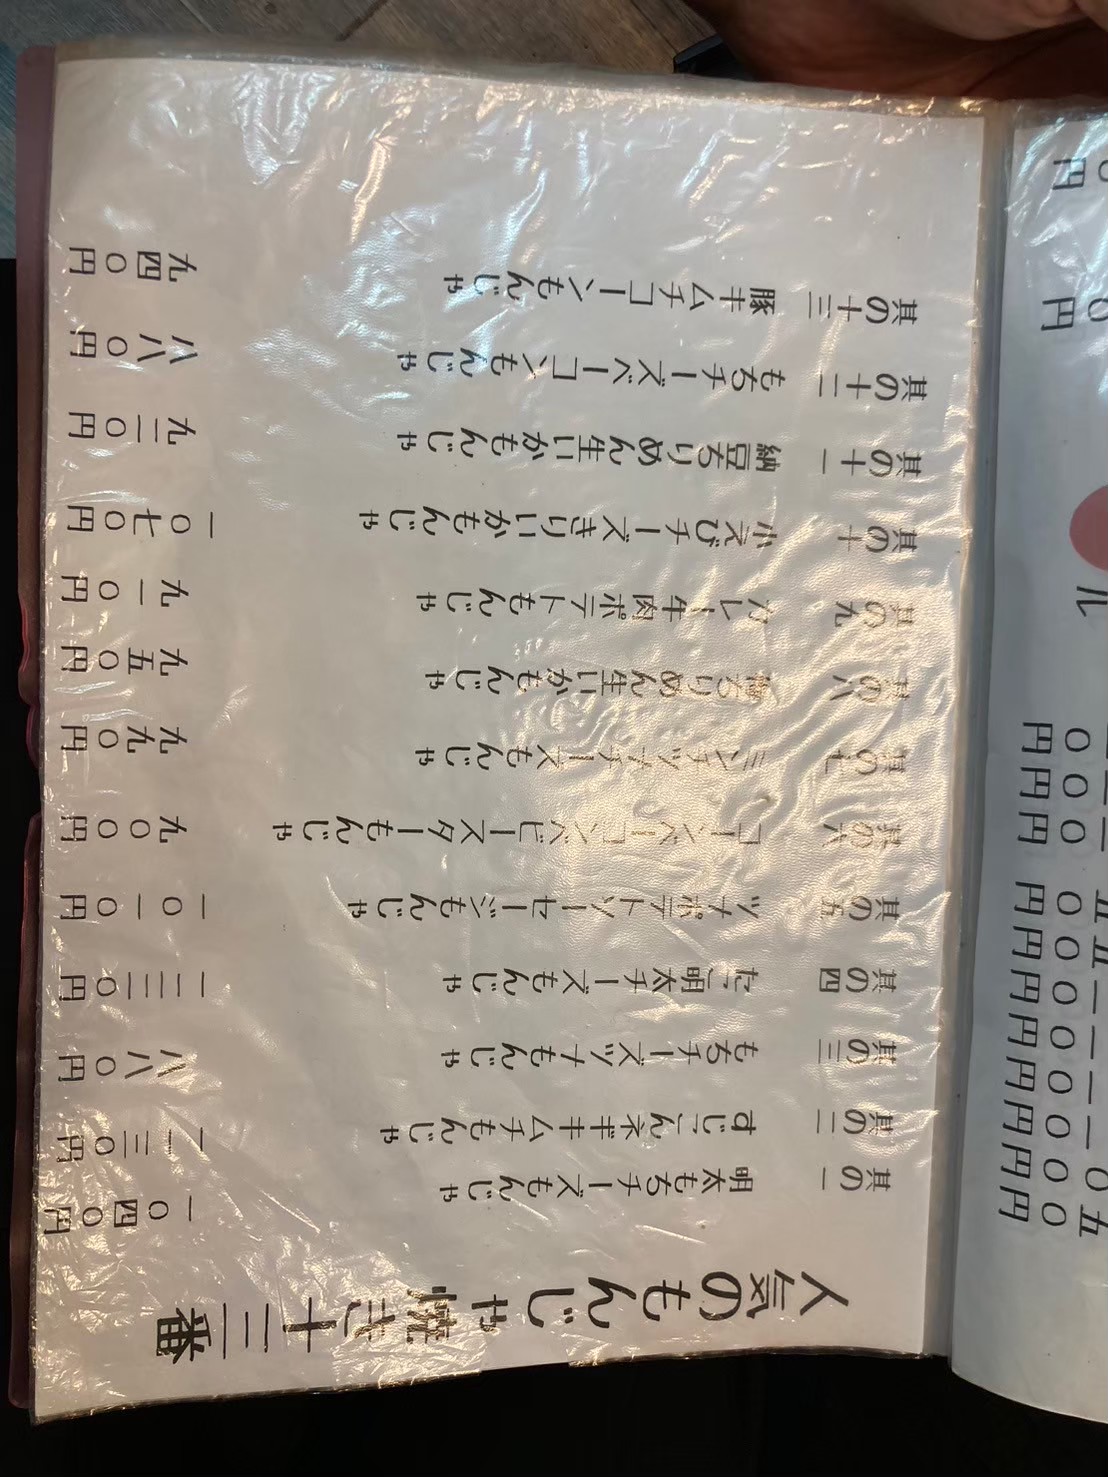 人気のもんじゃ焼き十三番
其の一 明太もちチーズもんじゃ 一〇四〇円
其の二 すじこんネギキムチもんじゃ 一一三〇円
其の三 もちチーズツナもんじゃ 八八〇円
其の四 たこ明太チーズもんじゃ
其の五 ツナポテトソーセージもんじゃ 一〇一〇円
其の六 コーンベーコンベビースターもんじゃ 九〇〇円
其の七 ミンチツナチーズもんじゃ 九九〇円
其の八 梅ちりめん生いかもんじゃ 九五〇円
其の九 カレー牛肉ポテトもんじゃ 九一〇円
其の十 小えびチーズきりいかもんじゃ 一〇七〇円
其の十一 納豆ちりめん生いかもんじゃ 九二〇円
其の十二 もちチーズベーコンもんじゃ 八八〇円
其の十三 豚キムチコーンもんじゃ 九四〇円